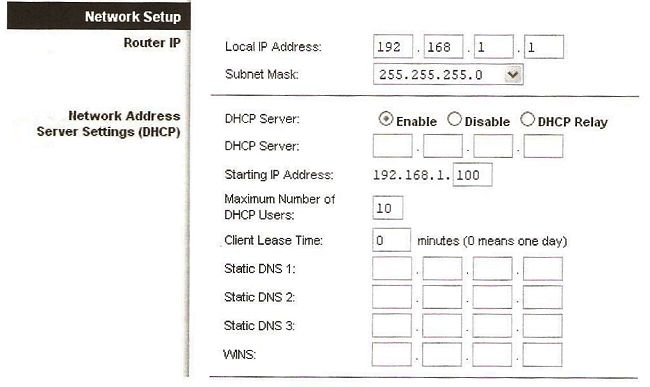 Network Setup
Router IP
Local IP Address: 192 . 168 . 1 . 1
Subnet Mask: 255.255.255.0
Network Address
Server Settings (DHCP)
DHCP Server: Enable Disable DHCP Relay
DHCP Server: . . .
Starting IP Address: 192.168.1. 100
Maximum Number of
DHCP Users: 10
Client Lease Time: 0 minutes (0 means one day)
Static DNS 1: . . .
Static DNS 2: . . .
Static DNS 3: . . .
WINS: . . .